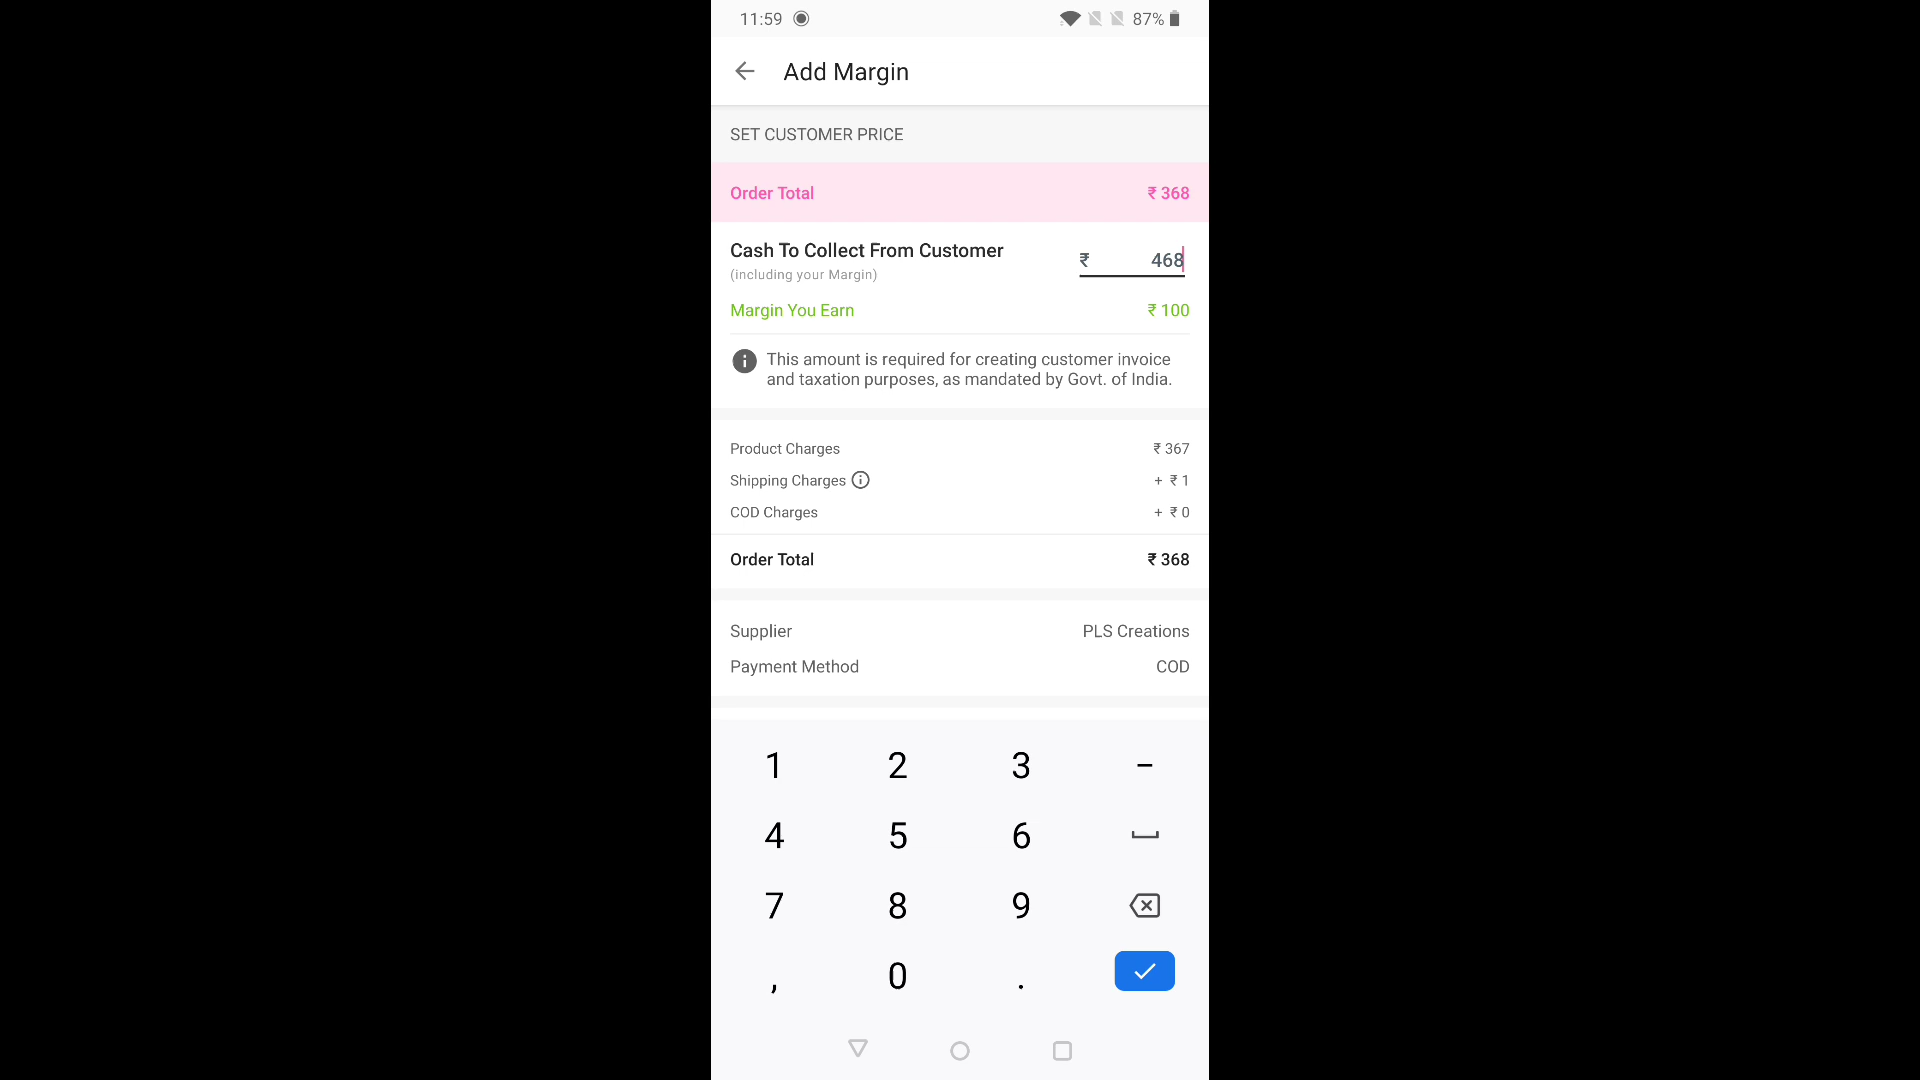 11:59 87%
Add Margin
SET CUSTOMER PRICE
Order Total ₹ 368
Cash To Collect From Customer ₹ 468
(including your Margin)
Margin You Earn ₹ 100
This amount is required for creating customer invoice
and taxation purposes, as mandated by Govt. of India.
Product Charges ₹ 367
Shipping Charges + ₹ 1
COD Charges + ₹ 0
Order Total ₹ 368
Supplier PLS Creations
Payment Method COD
1 2 3 –
4 5 6
7 8 9
, 0 .